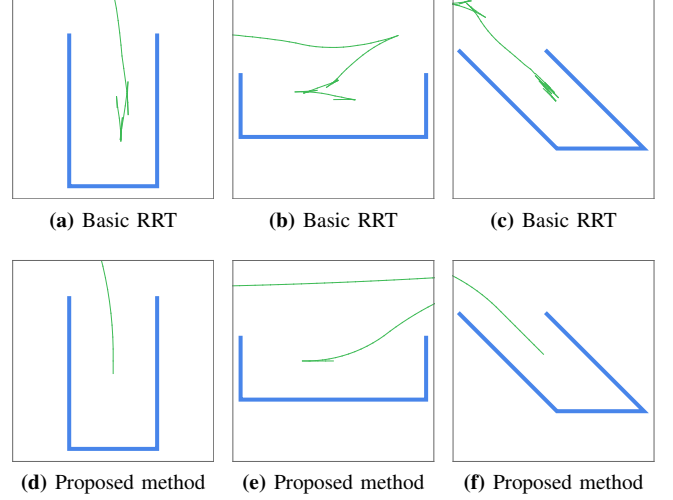 (a) Basic RRT
(b) Basic RRT
(c) Basic RRT
(d) Proposed method
(e) Proposed method
(f) Proposed method